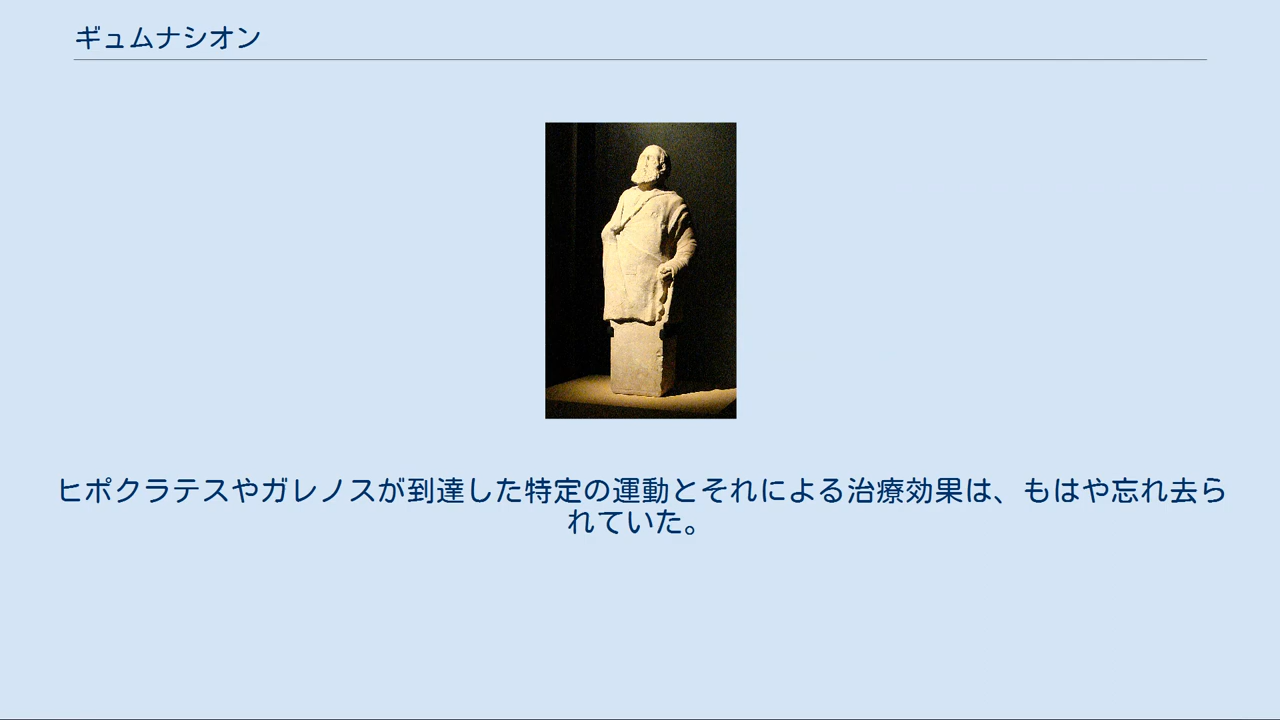 ギュムナシオン
ヒポクラテスやガレノスが到達した特定の運動とそれによる治療効果は、もはや忘れ去ら
れていた。